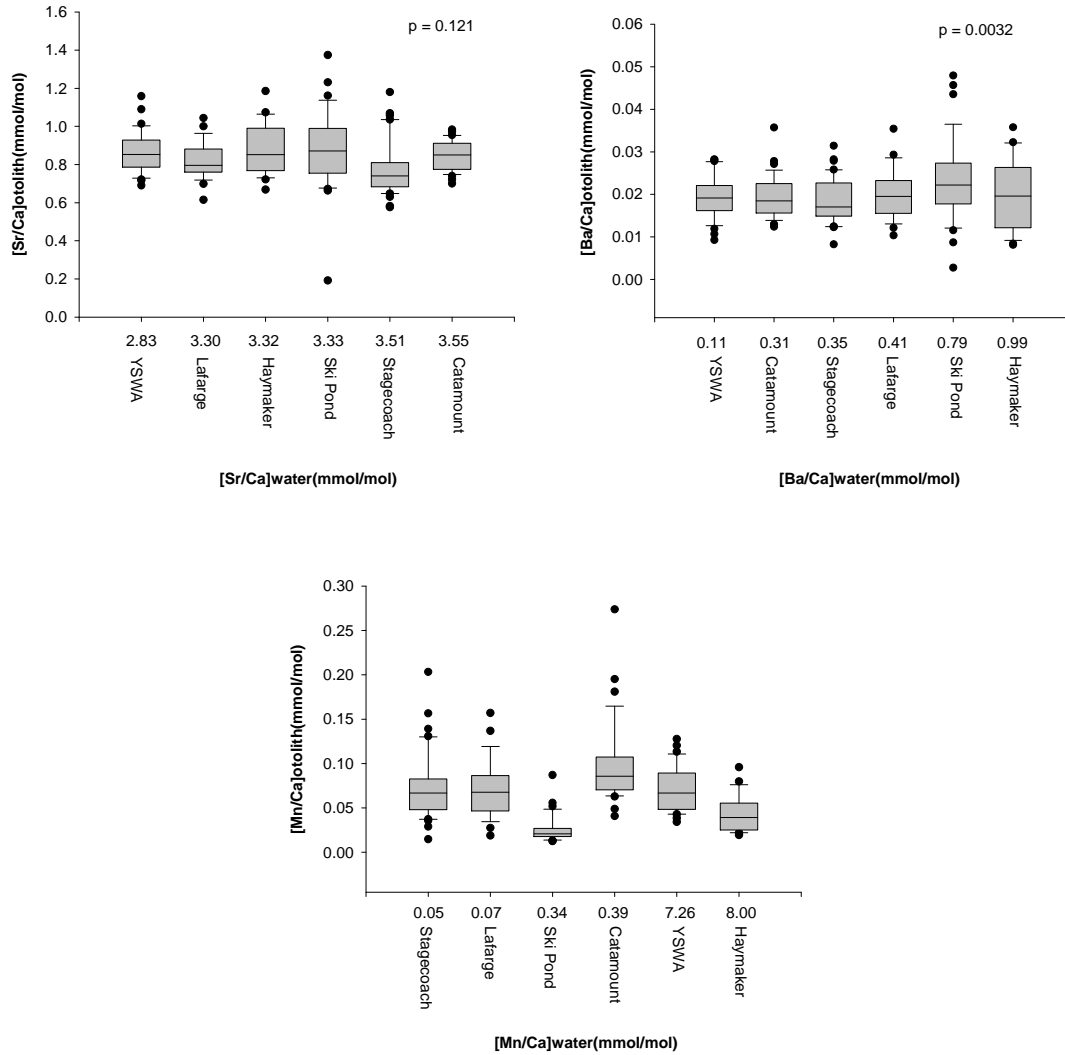 p = 0.121
[Sr/Ca]otolith(mmol/mol)
1.6
1.4
1.2
1.0
0.8
0.6
0.4
0.2
0.0
2.83 3.30 3.32 3.33 3.51 3.55
YSWA
Lafarge
Haymaker
Ski Pond
Stagecoach
Catamount
[Sr/Ca]water(mmol/mol)
p = 0.0032
[Ba/Ca]otolith(mmol/mol)
0.06
0.05
0.04
0.03
0.02
0.01
0.00
0.11 0.31 0.35 0.41 0.79 0.99
YSWA
Catamount
Stagecoach
Lafarge
Ski Pond
Haymaker
[Ba/Ca]water(mmol/mol)
[Mn/Ca]otolith(mmol/mol)
0.30
0.25
0.20
0.15
0.10
0.05
0.00
0.05 0.07 0.34 0.39 7.26 8.00
Stagecoach
Lafarge
Ski Pond
Catamount
YSWA
Haymaker
[Mn/Ca]water(mmol/mol)